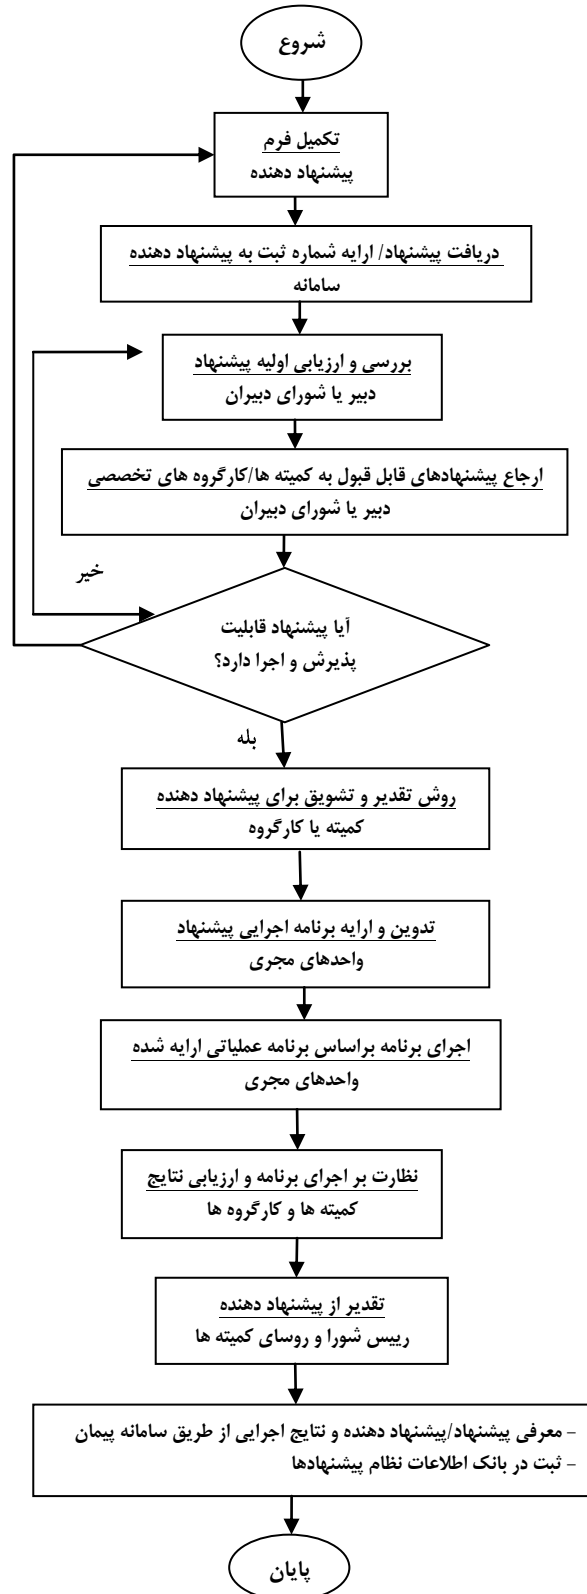 شروع
تکمیل فرم
پیشنهاد دهنده
دریافت پیشنهاد/ ارایه شماره ثبت به پیشنهاد دهنده
سامانه
بررسی و ارزیابی اولیه پیشنهاد
دبیر یا شورای دبیران
ارجاع پیشنهادهای قابل قبول به کمیته ها/کارگروه های تخصصی
دبیر یا شورای دبیران
خیر
آیا پیشنهاد قابلیت
پذیرش و اجرا دارد؟
بله
روش تقدیر و تشویق برای پیشنهاد دهنده
کمیته یا کارگروه
تدوین و ارایه برنامه اجرایی پیشنهاد
واحدهای مجری
اجرای برنامه براساس برنامه عملیاتی ارایه شده
واحدهای مجری
نظارت بر اجرای برنامه و ارزیابی نتایج
کمیته ها و کارگروه ها
تقدیر از پیشنهاد دهنده
رییس شورا و روسای کمیته ها
- معرفی پیشنهاد/پیشنهاد دهنده و نتایج اجرایی از طریق سامانه پیمان
- ثبت در بانک اطلاعات نظام پیشنهادها
پایان